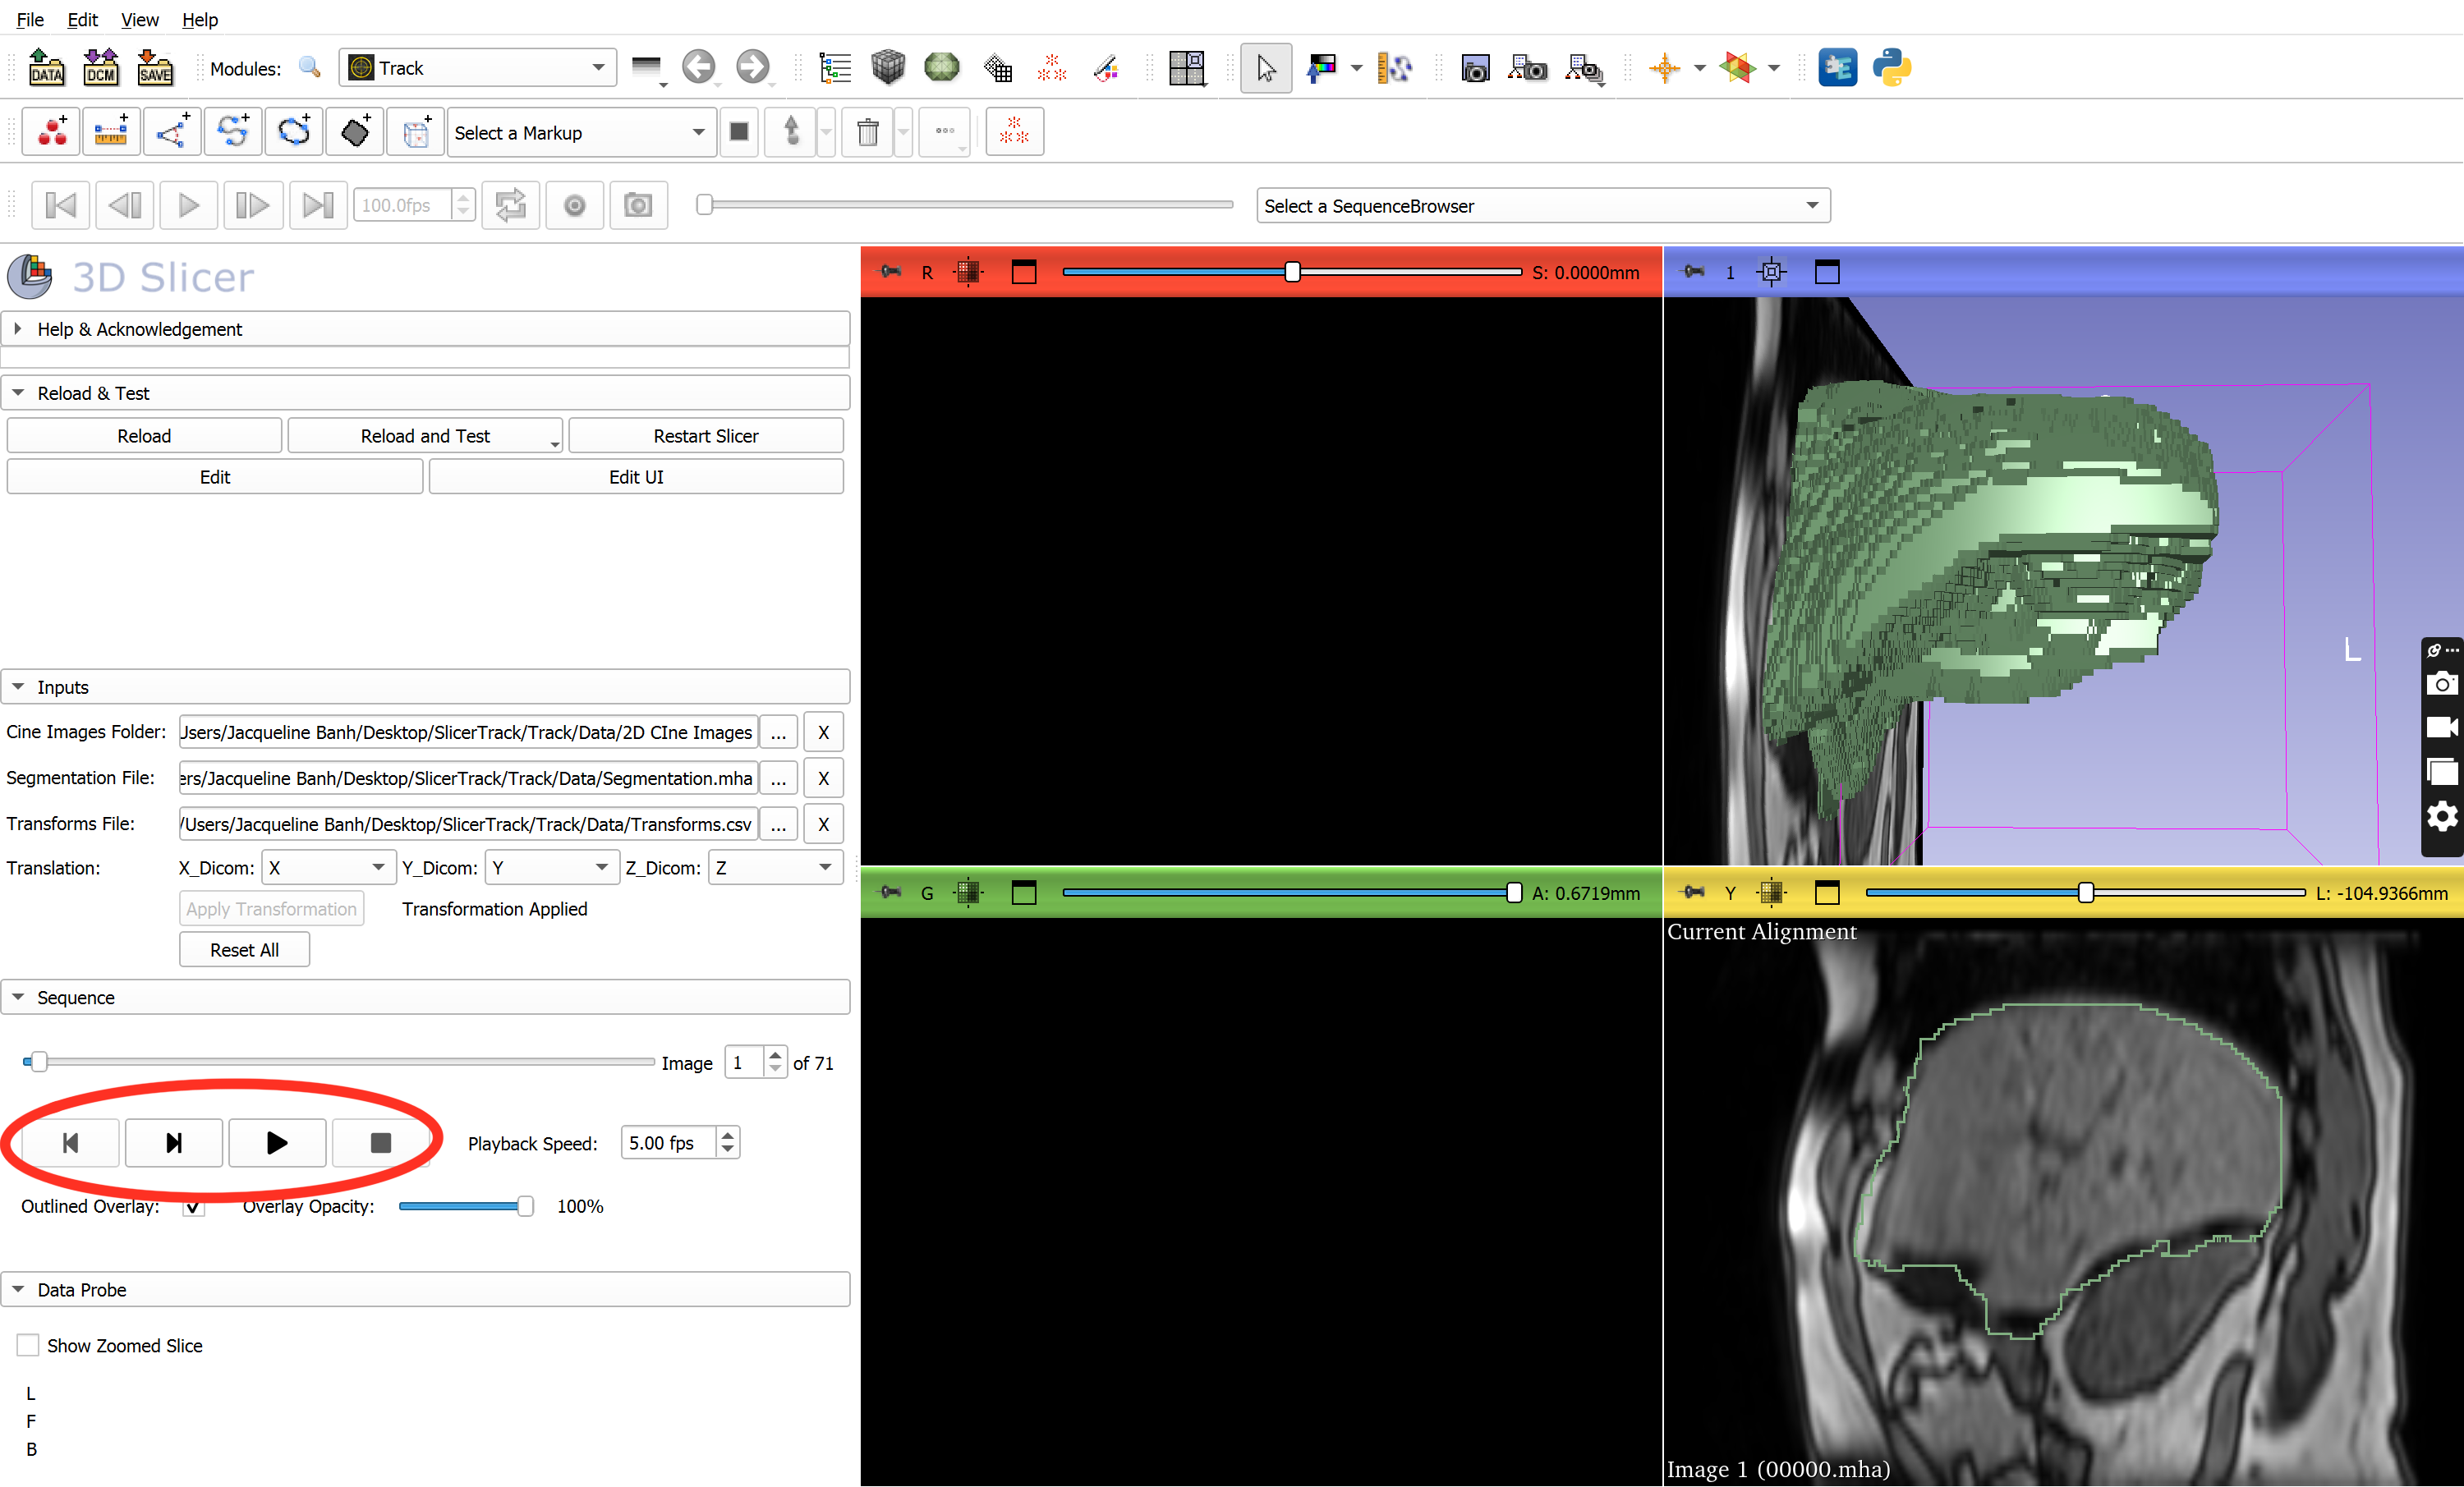 File Edit View Help
DATA DCM SAVE Modules: Track
Select a Markup
100.0fps Select a SequenceBrowser
3D Slicer
R S: 0.0000mm
1
Help & Acknowledgement
Reload & Test
Reload Reload and Test Restart Slicer
Edit Edit UI
L
Inputs
Cine Images Folder: Jsers/Jacqueline Banh/Desktop/SlicerTrack/Track/Data/2D CIne Images ... X
Segmentation File: ers/Jacqueline Banh/Desktop/SlicerTrack/Track/Data/Segmentation.mha ... X
Transforms File: /Users/Jacqueline Banh/Desktop/SlicerTrack/Track/Data/Transforms.csv ... X
Translation: X_Dicom: X Y_Dicom: Y Z_Dicom: Z
Apply Transformation Transformation Applied
Reset All
G A: 0.6719mm
Y L: -104.9366mm
Current Alignment
Sequence
Image 1 of 71
Playback Speed: 5.00 fps
Outlined Overlay: Overlay Opacity: 100%
Data Probe
Show Zoomed Slice
L
F
B
Image 1 (00000.mha)